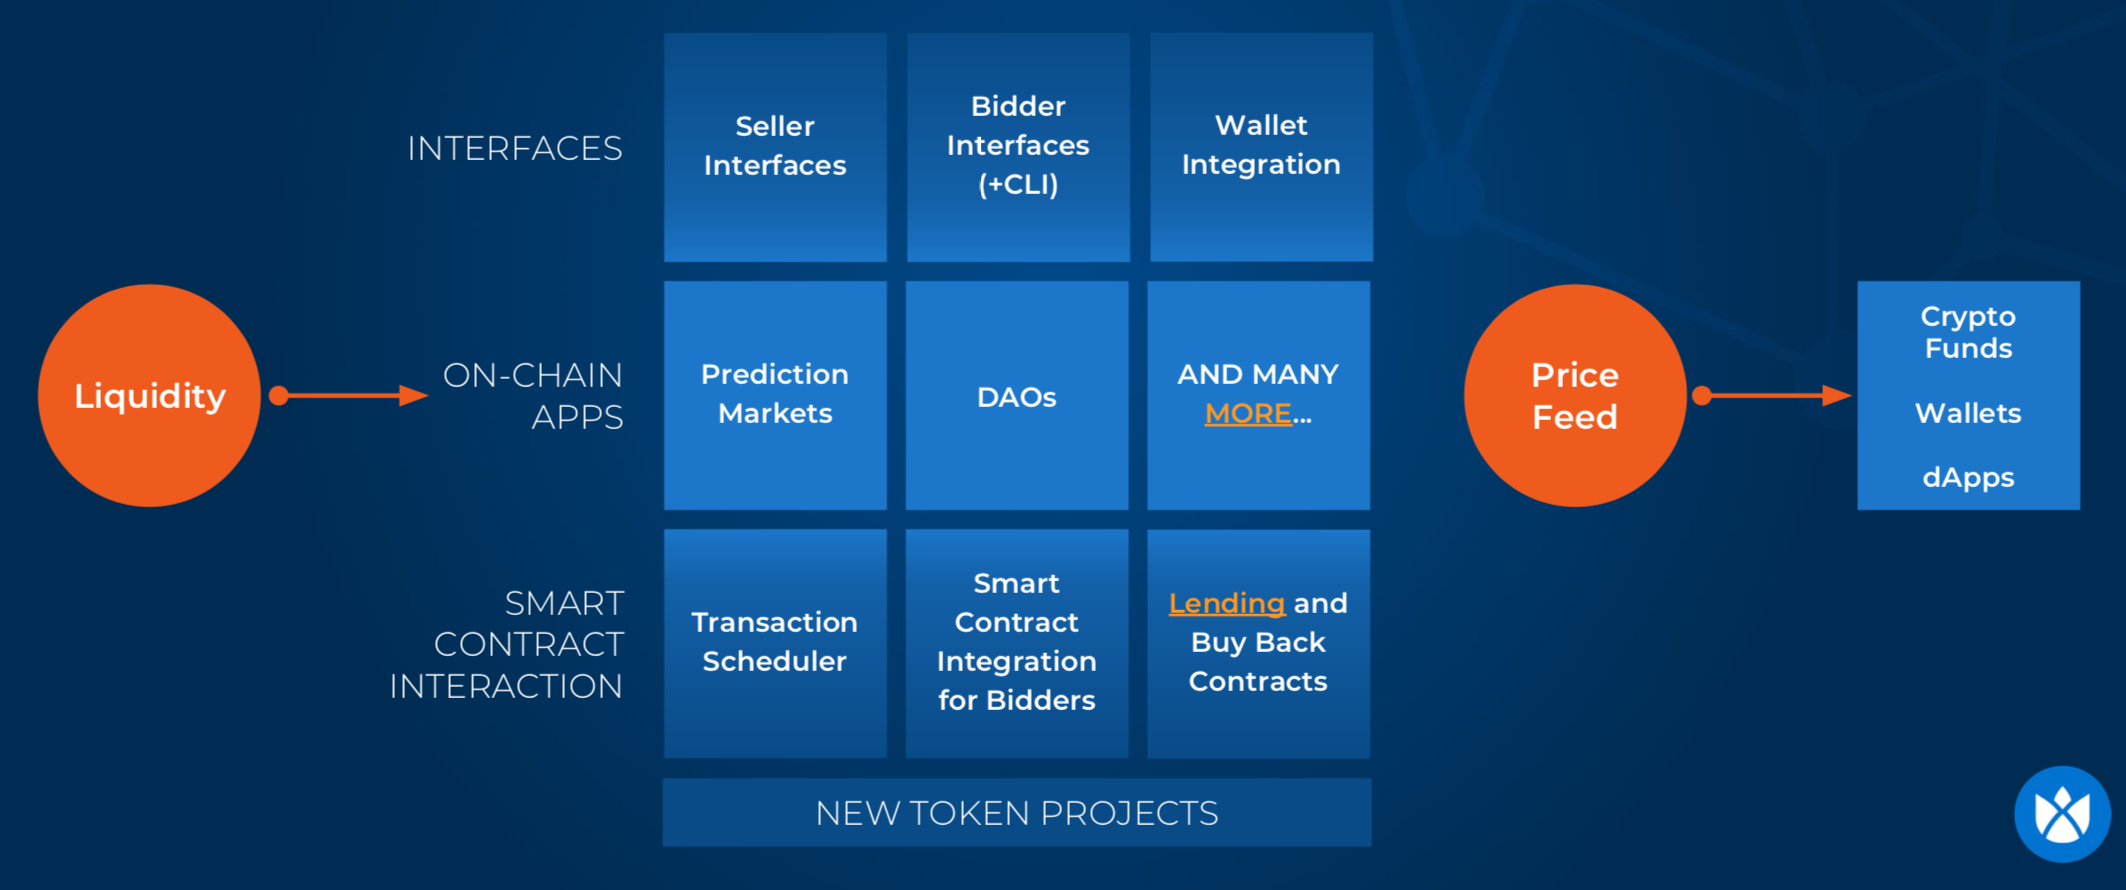 INTERFACES
Seller
Interfaces
Bidder
Interfaces
(+CLI)
Wallet
Integration
Liquidity
ON-CHAIN
APPS
Prediction
Markets
DAOs
AND MANY
MORE...
Price
Feed
Crypto
Funds
Wallets
dApps
SMART
CONTRACT
INTERACTION
Transaction
Scheduler
Smart
Contract
Integration
for Bidders
Lending and
Buy Back
Contracts
NEW TOKEN PROJECTS